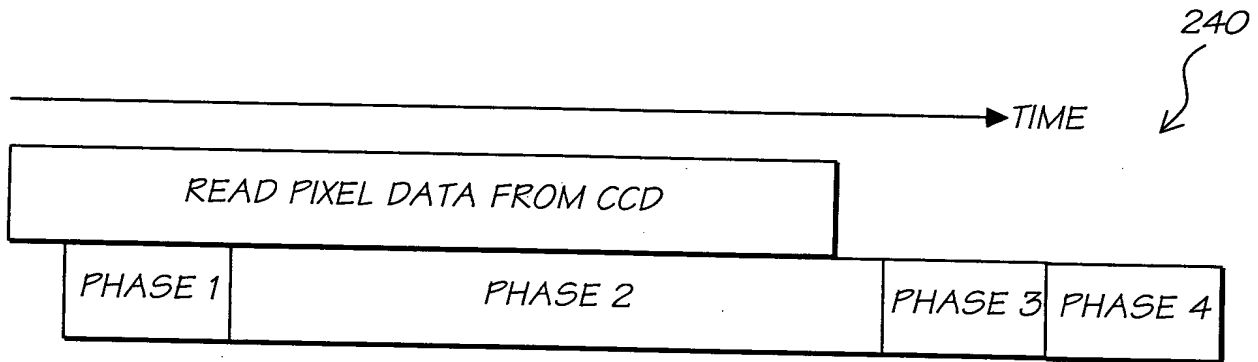 240
TIME
READ PIXEL DATA FROM CCD
PHASE 1 PHASE 2 PHASE 3 PHASE 4